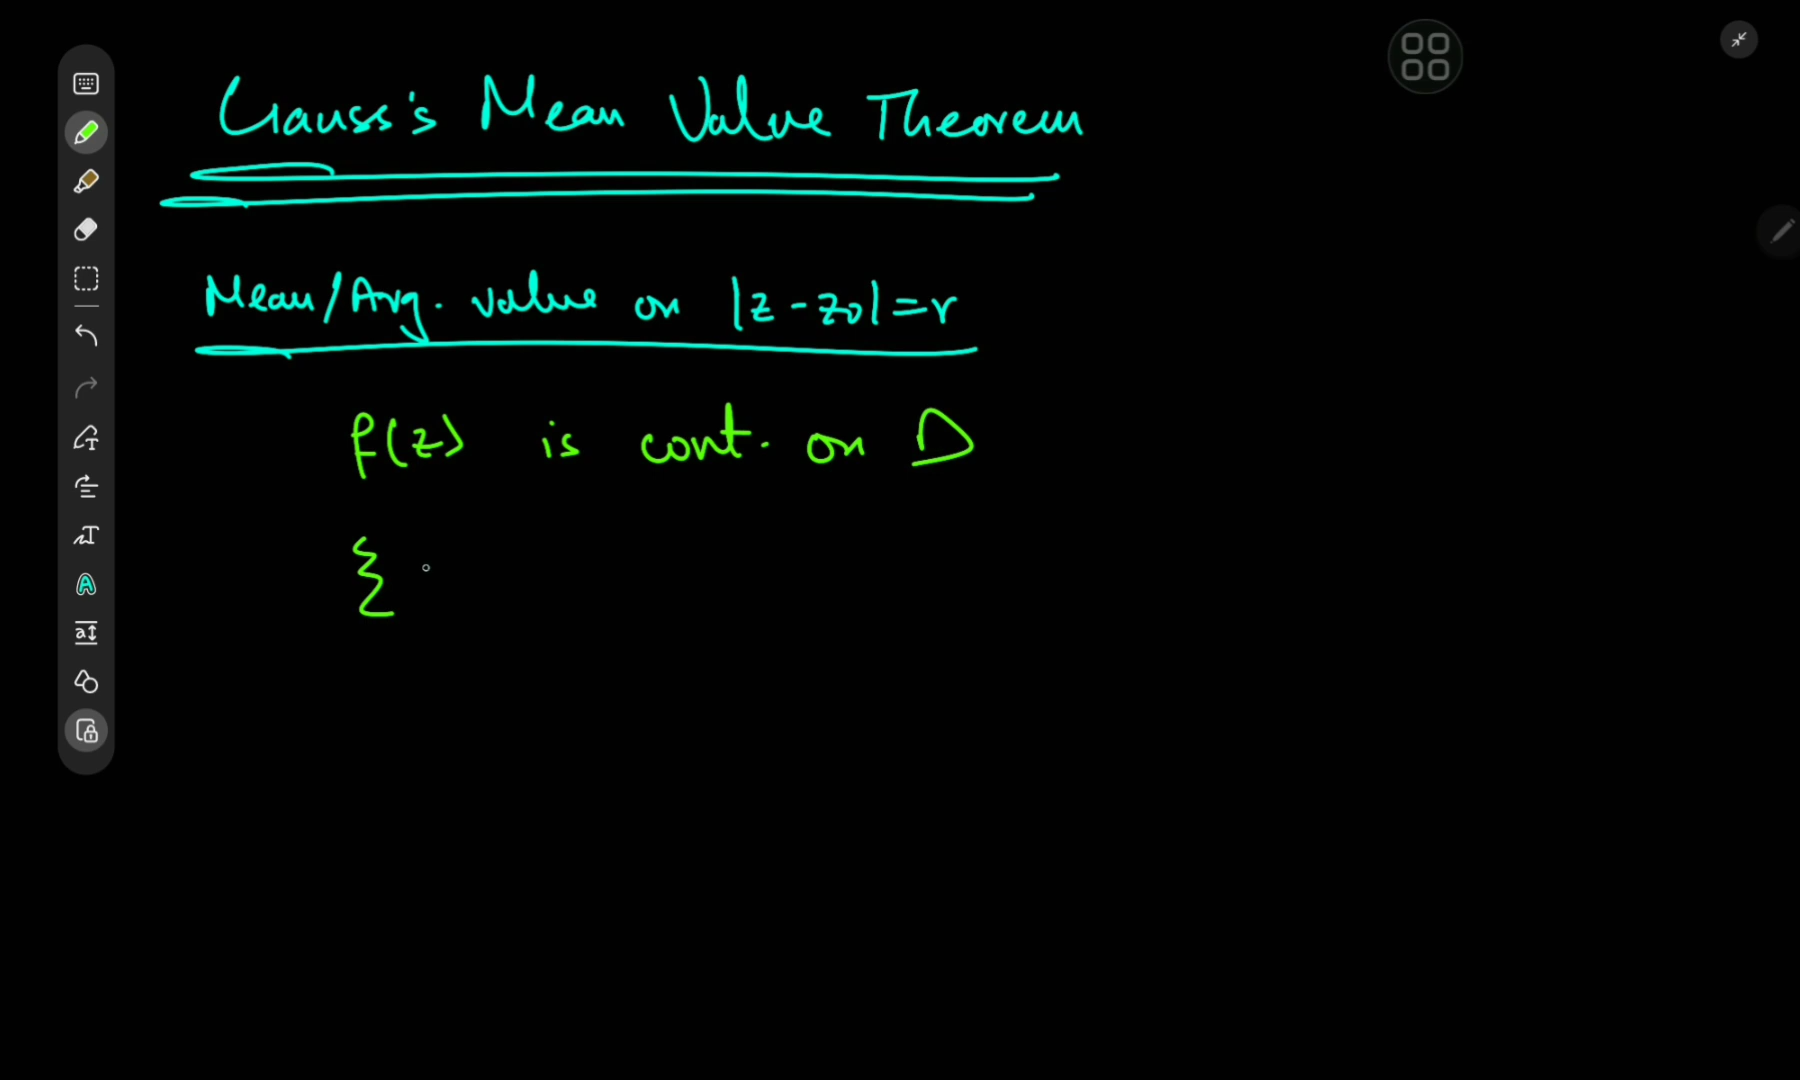 Gauss's Mean Value Theorem
Mean/Avg. value on |z-z0|=r
f(z) is cont. on D
{